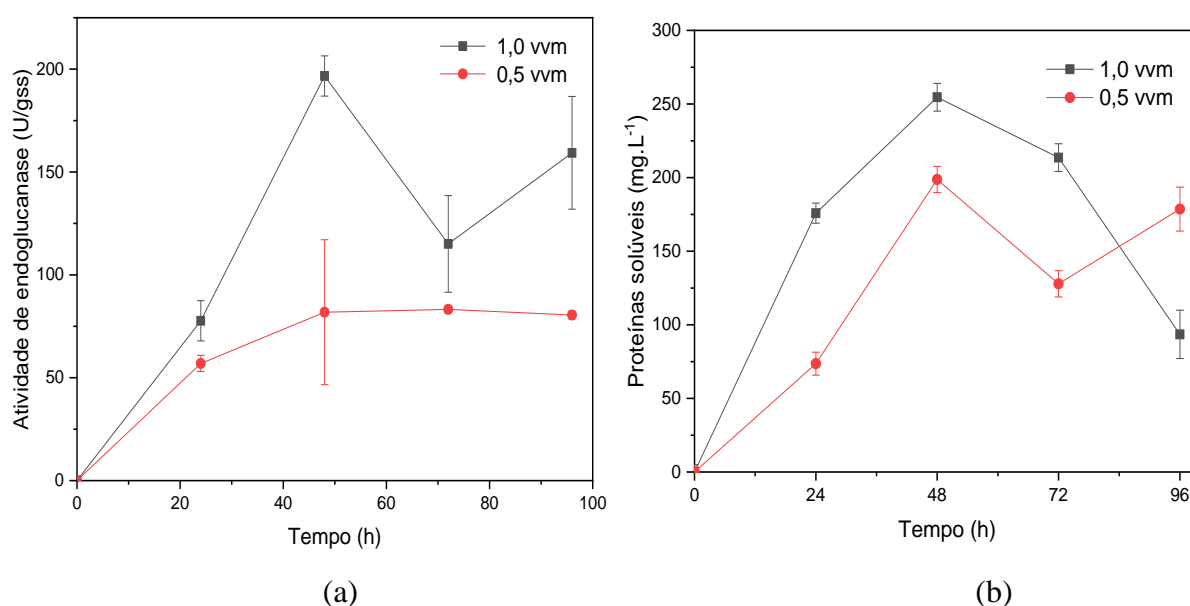 Atividade de endoglucanase (U/gss)
200
150
100
50
0
0 20 40 60 80 100
Tempo (h)
1,0 vvm
0,5 vvm
(a)
Proteínas solúveis (mg.L⁻¹)
300
250
200
150
100
50
0
0 24 48 72 96
Tempo (h)
1,0 vvm
0,5 vvm
(b)